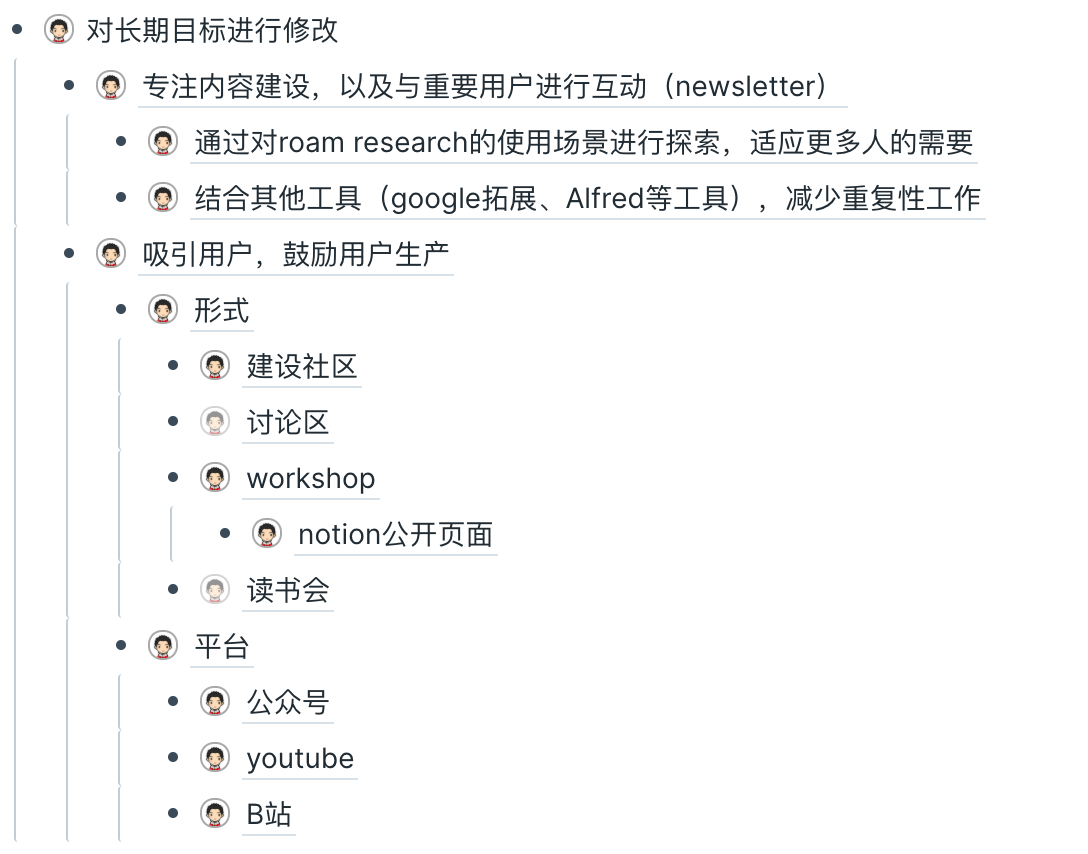 对长期目标进行修改
专注内容建设，以及与重要用户进行互动（newsletter）
通过对roam research的使用场景进行探索，适应更多人的需要
结合其他工具（google拓展、Alfred等工具），减少重复性工作
吸引用户，鼓励用户生产
形式
建设社区
讨论区
workshop
notion公开页面
读书会
平台
公众号
youtube
B站